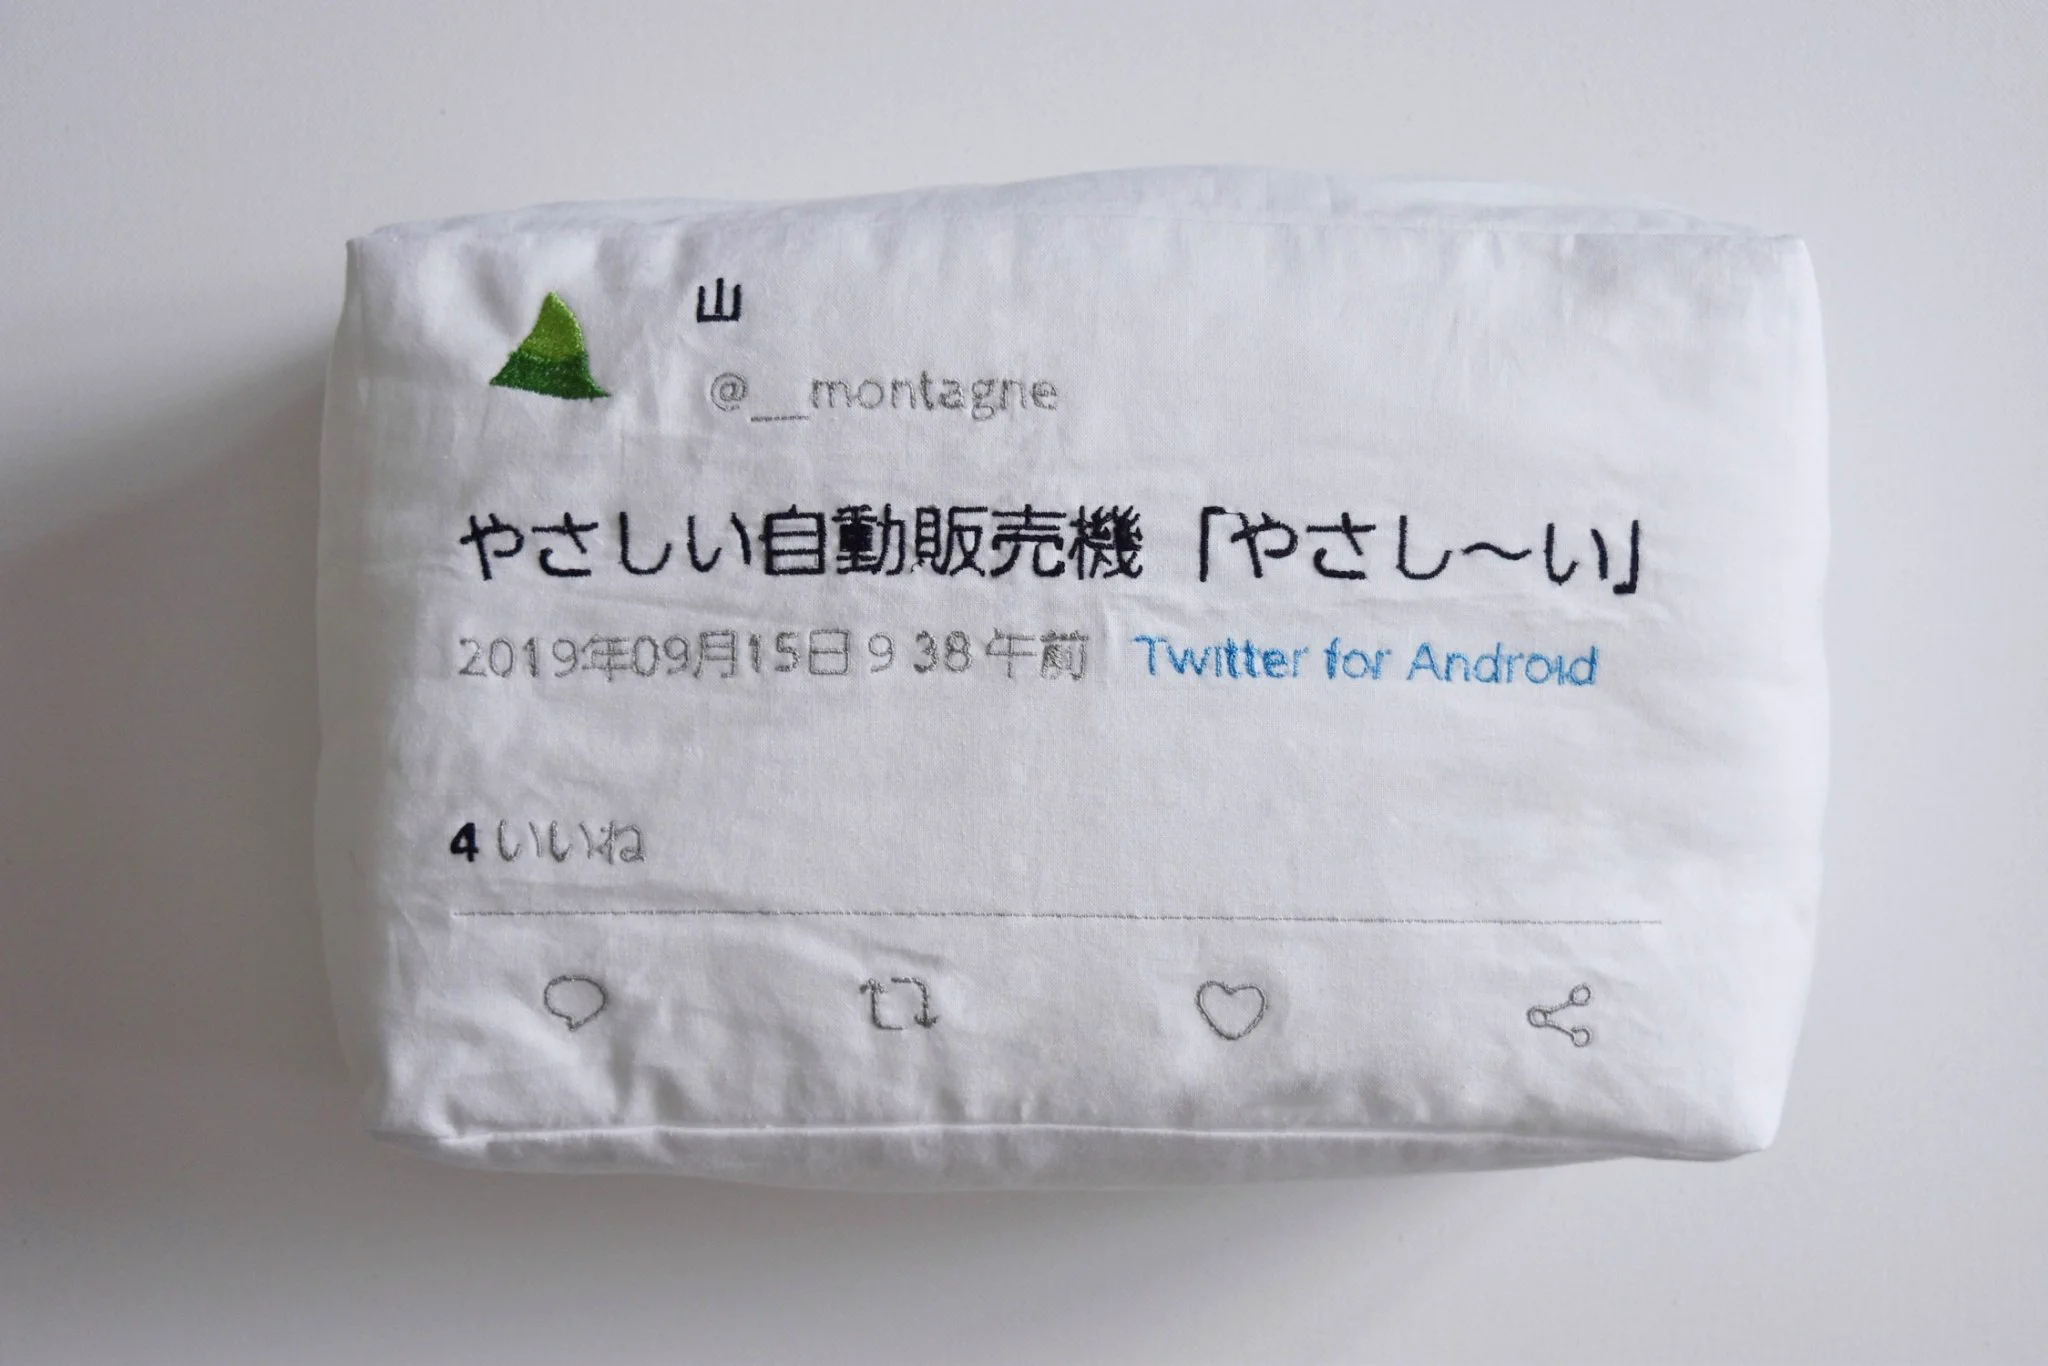 山
@__montagne
やさしい自動販売機「やさし〜い」
2019年09月15日 9 38 午前 Twitter for Android
4 いいね